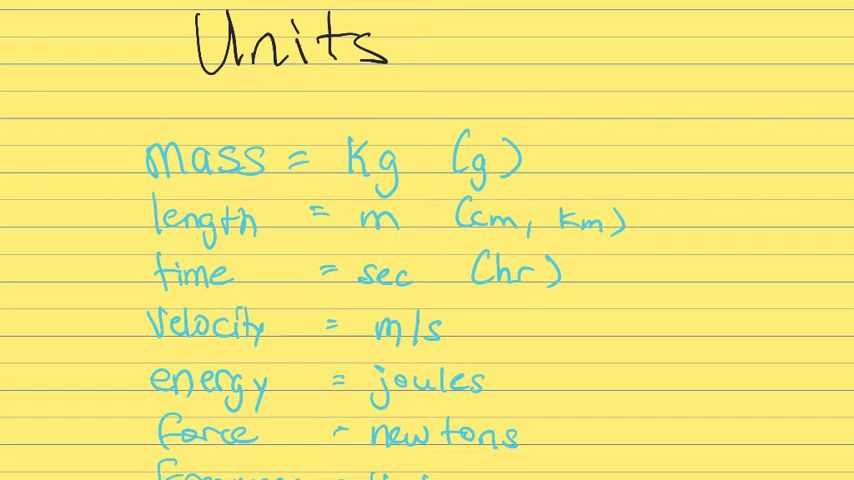 Units
mass = Kg (g)
length = m (cm, km)
time = sec (hr)
velocity = m/s
energy = joules
force = newtons